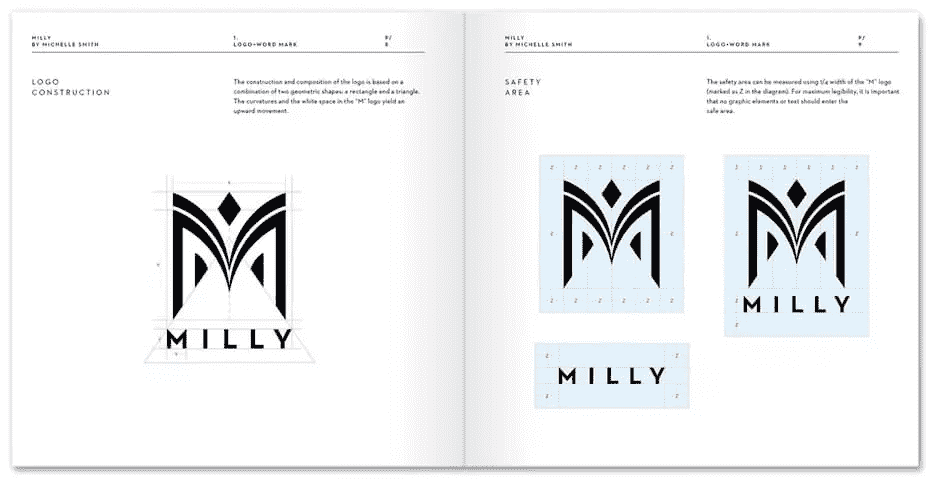 MILLY
BY MICHELLE SMITH
1.
LOGO+WORD MARK
P/
8
LOGO
CONSTRUCTION
The construction and composition of the logo is based on a
combination of two geometric shapes: a rectangle and a triangle.
The curvatures and the white space in the "M" logo yield an
upward movement.
MILLY
MILLY
BY MICHELLE SMITH
1.
LOGO+WORD MARK
P/
9
SAFETY
AREA
The safety area can be measured using width of the "M" logo
(marked as Z in the diagram). For maximum legibility, it is important
that no graphic elements or text should enter the
safe area.
Z Z Z Z Z Z
Z Z
Z Z Z Z Z Z
Z Z Z Z Z Z
Z Z
Z
MILLY
Z
Z Z
MILLY
Z Z